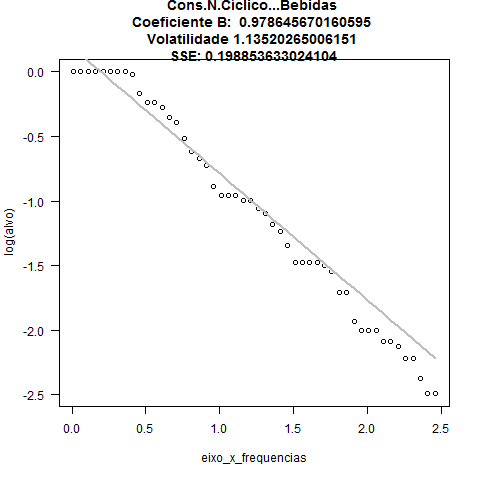 Cons.N.Ciclico...Bebidas
Coeficiente B: 0.978645670160595
Volatilidade 1.13520265006151
SSE: 0.198853633024104
0.0
-0.5
-1.0
-1.5
-2.0
-2.5
log(alvo)
0.0 0.5 1.0 1.5 2.0 2.5
eixo_x_frequencias